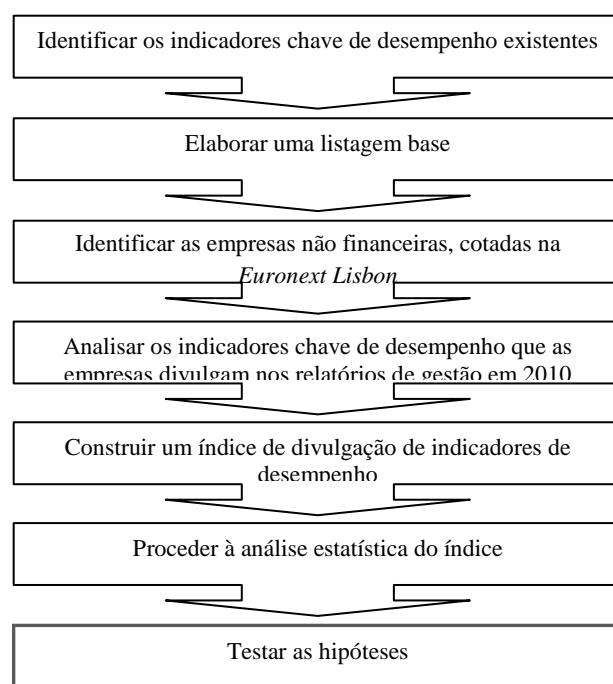 Identificar os indicadores chave de desempenho existentes
Elaborar uma listagem base
Identificar as empresas não financeiras, cotadas na
Euronext Lisbon
Analisar os indicadores chave de desempenho que as
empresas divulgam nos relatórios de gestão em 2010
Construir um índice de divulgação de indicadores de
desempenho
Proceder à análise estatística do índice
Testar as hipóteses